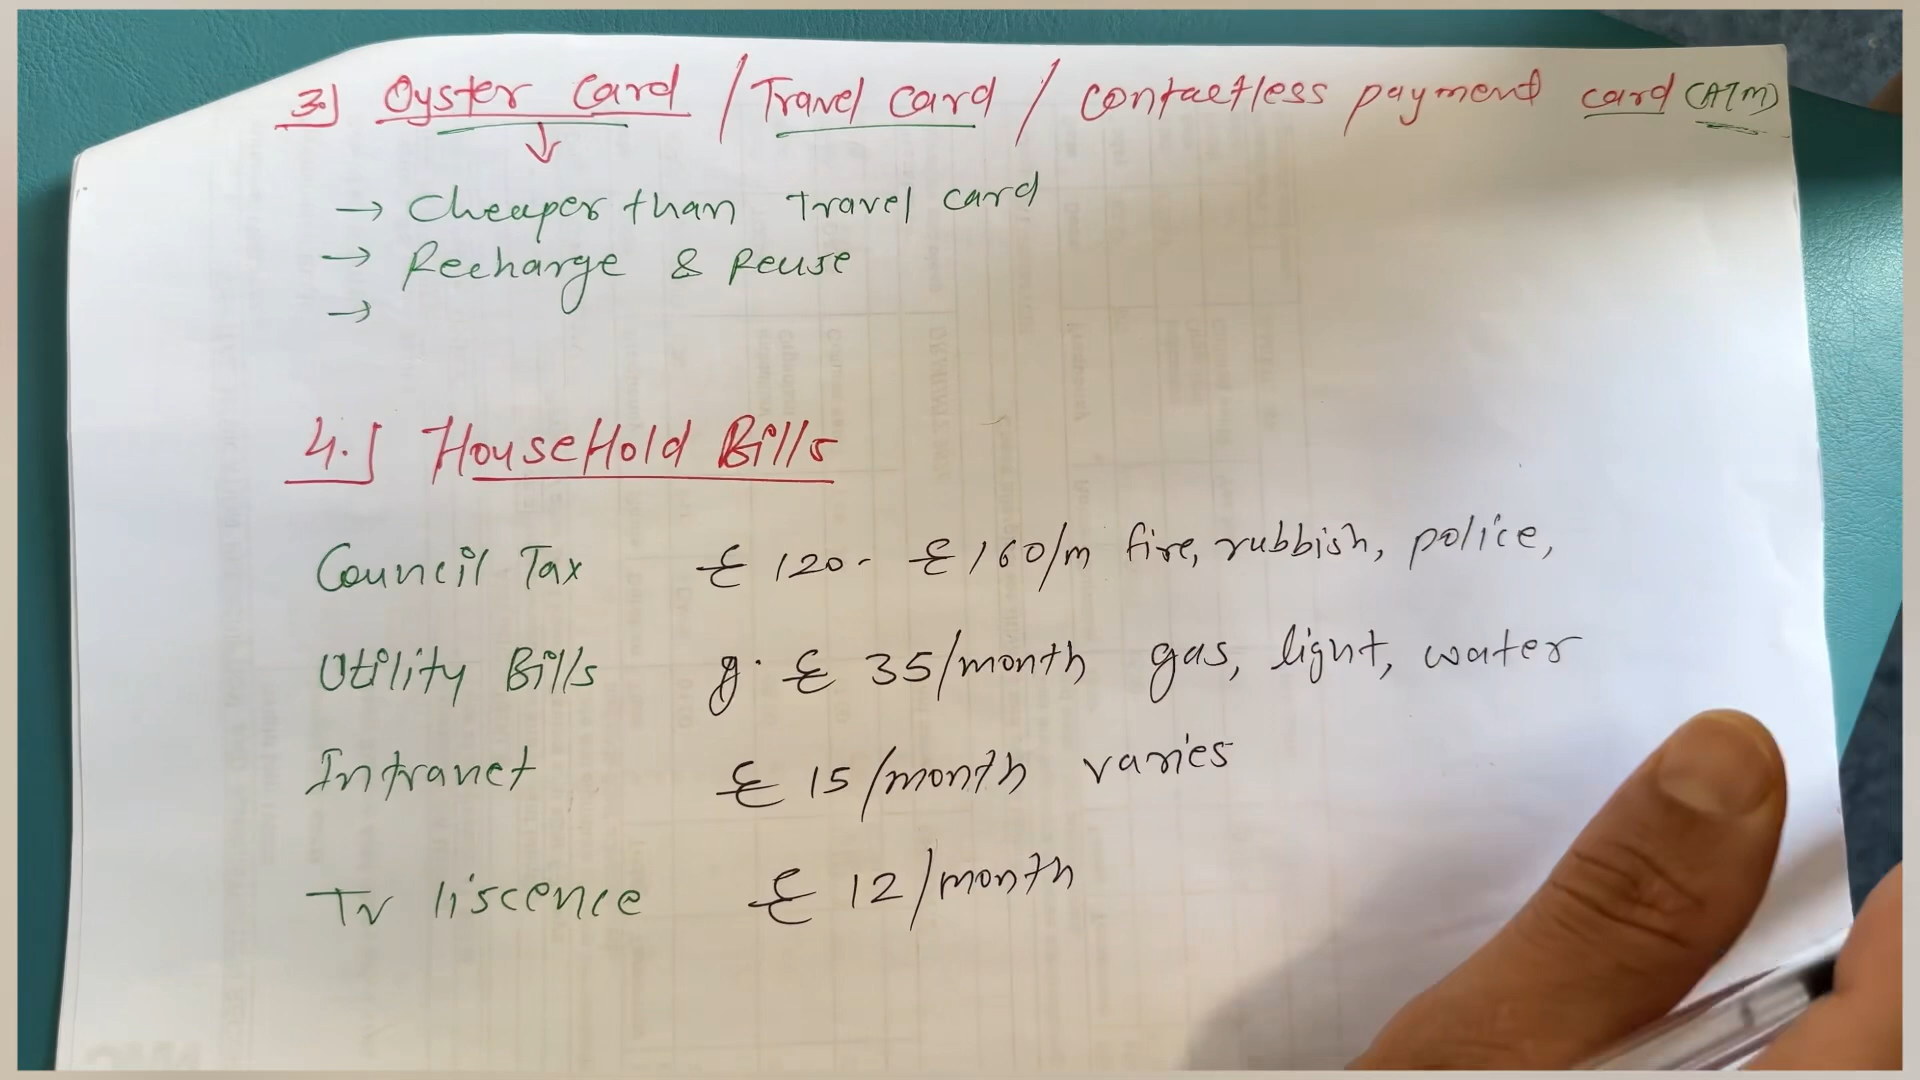 3.] Oyster Card / Travel Card / Contactless payment card (ATM)
→ Cheaper than Travel card
→ Recharge & Reuse
→
4.] HouseHold Bills
Council Tax £ 120 - £ 160/m fire, rubbish, police,
Utility Bills g. £ 35/month gas, light, water
Intranet £ 15/month varies
TV liscence £ 12/month